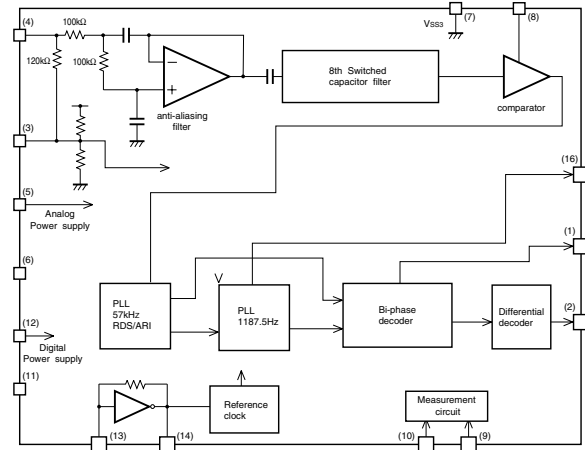 (4)
100kΩ
120kΩ
100kΩ
−
+
anti-aliasing
filter
8th Switched
capacitor filter
VSS3
(7)
(8)
comparator
(3)
(5)
Analog
Power supply
(16)
(1)
(6)
V
PLL
57kHz
RDS/ARI
PLL
1187.5Hz
Bi-phase
decoder
Differential
decoder
(2)
(12)
Digital
Power supply
(11)
Reference
clock
Measurement
circuit
(13)
(14)
(10)
(9)